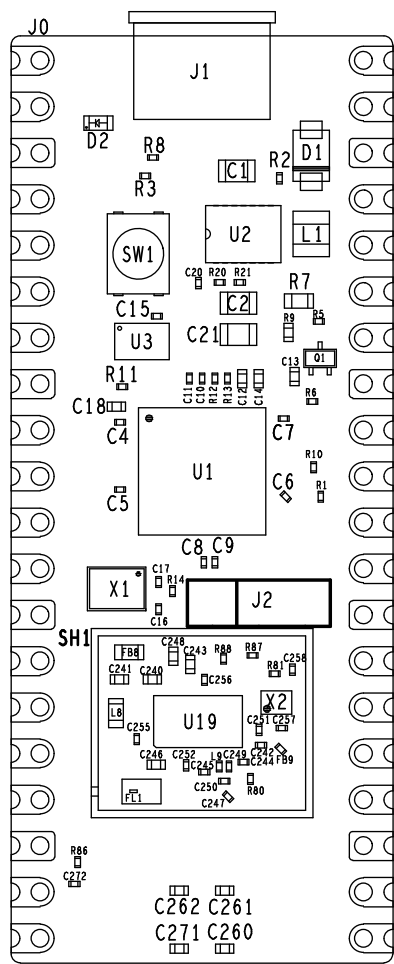 J0
J1
D2
R8
R3
C1
R2
D1
SW1
U2
L1
C20
R20
R21
R7
C15
C2
U3
C21
R9
R5
Q1
R11
C13
C11
C10
R12
R13
C12
C14
C18
R6
C4
C7
U1
R10
C5
C6
R1
C8
C9
C17
R14
X1
J2
C16
SH1
FB8
C248
C243
R88
R87
C258
C241
C240
R81
C256
L8
U19
X2
C255
C251
C257
C246
C252
L9
C249
C242
C245
C244
FB9
C250
R80
FL1
C247
R86
C272
C262
C261
C271
C260